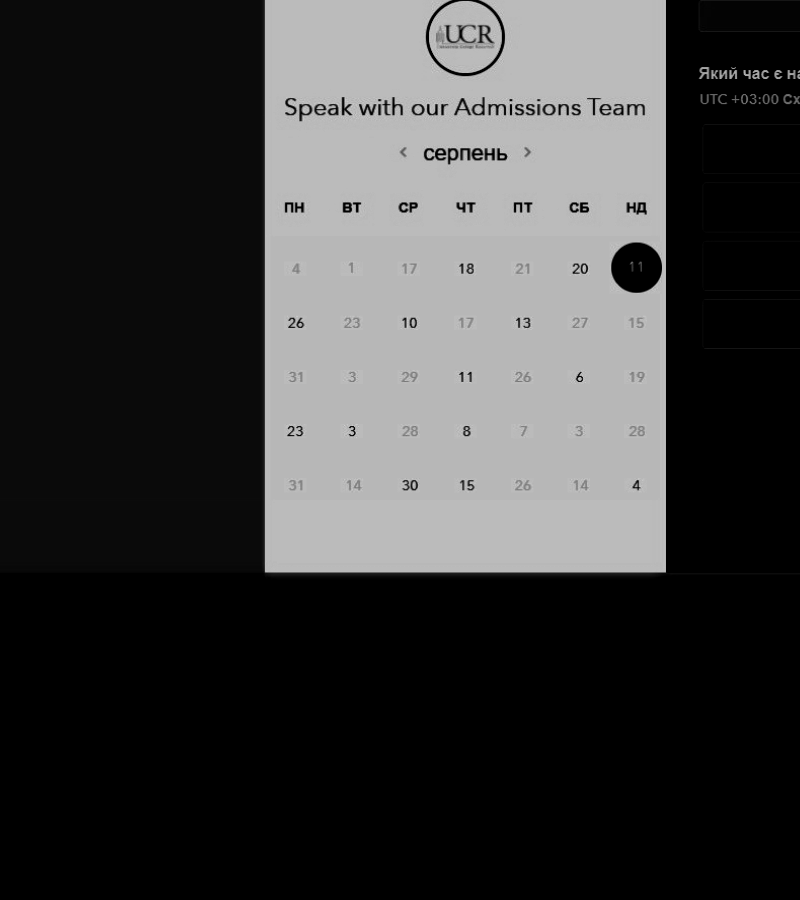 UCR
Speak with our Admissions Team
серпень
ПН ВТ СР ЧТ ПТ СБ НД
4 1 17 18 21 20 11
26 23 10 17 13 27 15
31 3 29 11 26 6 19
23 3 28 8 7 3 28
31 14 30 15 26 14 4
Який час є на
UTC +03:00 Сх